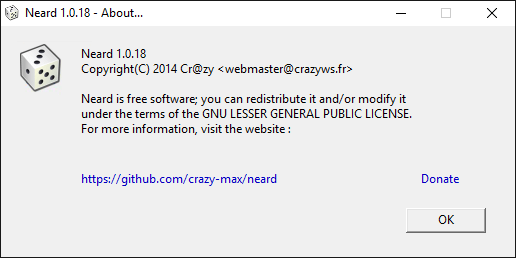 Neard 1.0.18 - About...
Neard 1.0.18
Copyright(C) 2014 Cr@zy <webmaster@crazyws.fr>
Neard is free software; you can redistribute it and/or modify it
under the terms of the GNU LESSER GENERAL PUBLIC LICENSE.
For more information, visit the website :
https://github.com/crazy-max/neard
Donate
OK